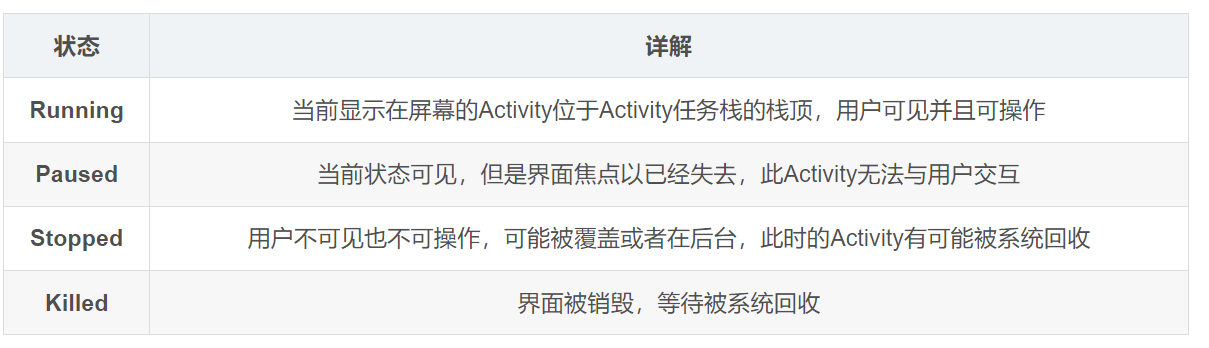 状态 详解
Running 当前显示在屏幕的Activity位于Activity任务栈的栈顶，用户可见并且可操作
Paused 当前状态可见，但是界面焦点以已经失去，此Activity无法与用户交互
Stopped 用户不可见也不可操作，可能被覆盖或者在后台，此时的Activity有可能被系统回收
Killed 界面被销毁，等待被系统回收